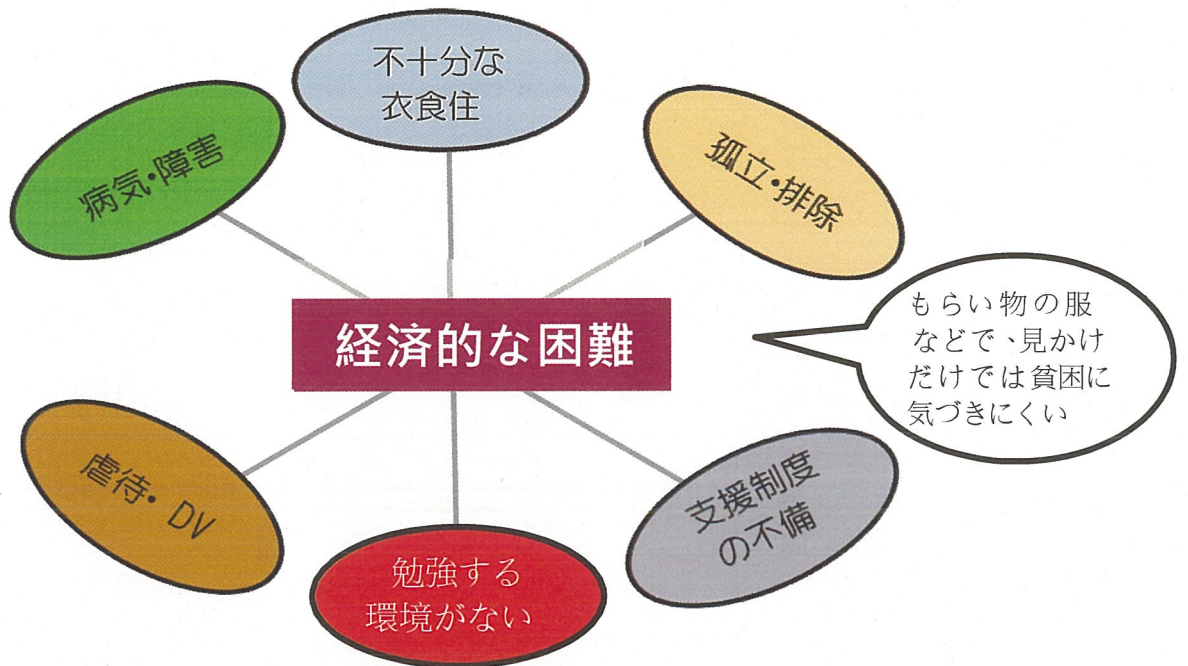 不十分な
衣食住
病気・障害
孤立・排除
経済的な困難
もらい物の服
などで、見かけ
だけでは貧困に
気づきにくい
虐待・DV
支援制度
の不備
勉強する
環境がない